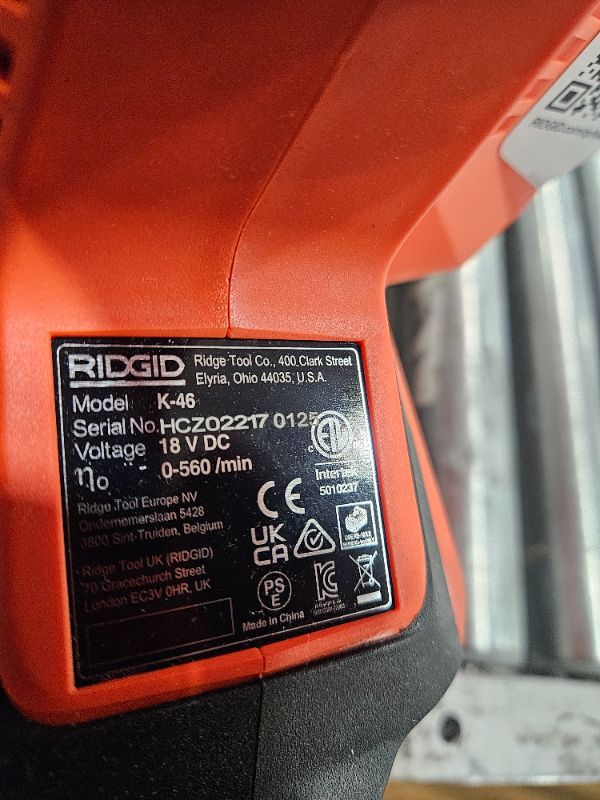 RIDGID
Ridge Tool Co., 400 Clark Street
Elyria, Ohio 44035, U.S.A.
Model K-46
Serial No. HCZ02217 0125
Voltage 18 V DC
ηo 0-560 /min
Ridge Tool Europe NV
Ondernemerslaan 5428
3800 Sint-Truiden, Belgium
Ridge Tool UK (RIDGID)
70 Gracechurch Street
London EC3V 0HR, UK
Intertek
5010237
CE
UK
CA
PS
E
Made in China